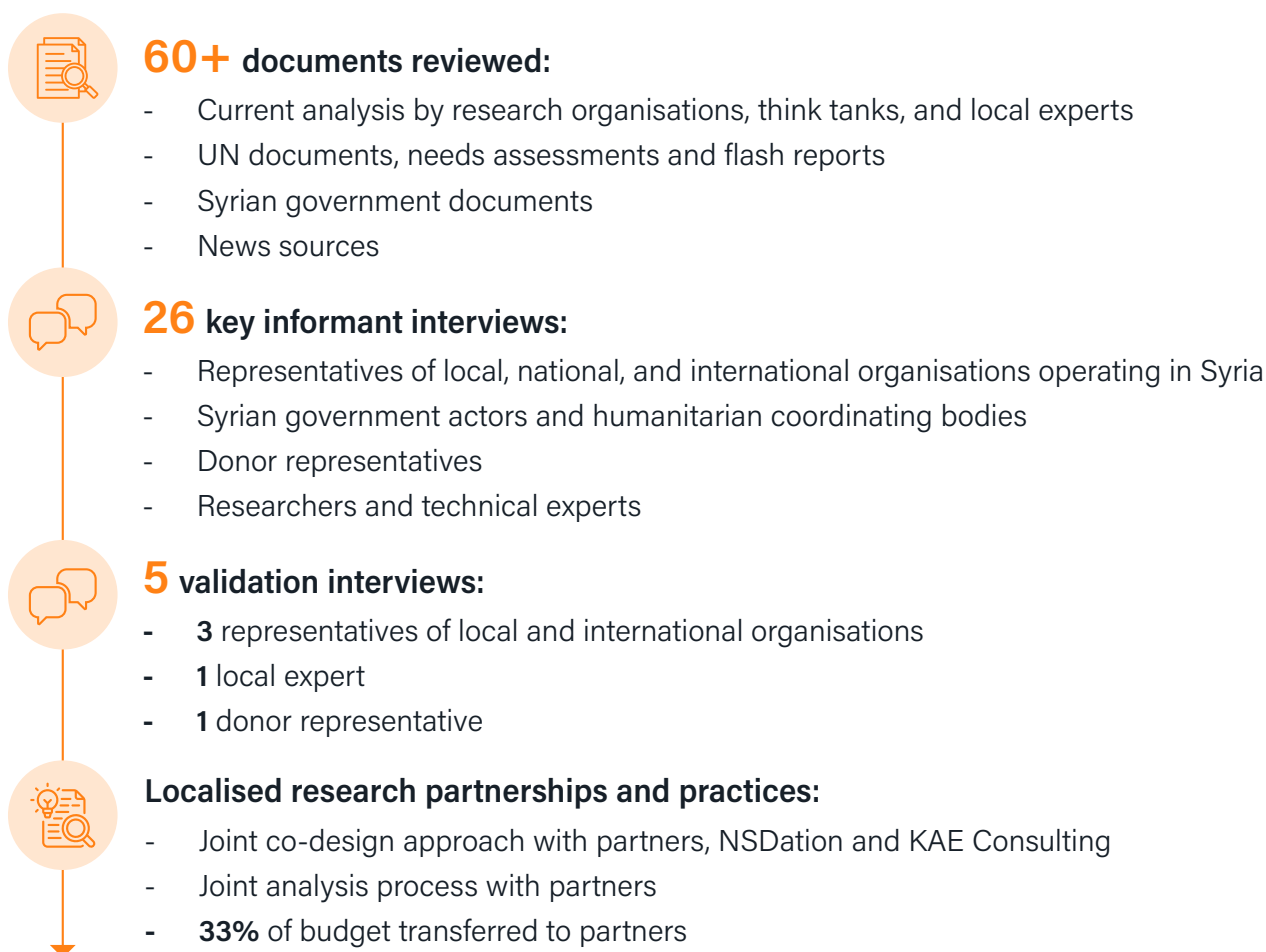 60+ documents reviewed:
- Current analysis by research organisations, think tanks, and local experts
- UN documents, needs assessments and flash reports
- Syrian government documents
- News sources
26 key informant interviews:
- Representatives of local, national, and international organisations operating in Syria
- Syrian government actors and humanitarian coordinating bodies
- Donor representatives
- Researchers and technical experts
5 validation interviews:
- 3 representatives of local and international organisations
- 1 local expert
- 1 donor representative
Localised research partnerships and practices:
- Joint co-design approach with partners, NSDation and KAE Consulting
- Joint analysis process with partners
- 33% of budget transferred to partners